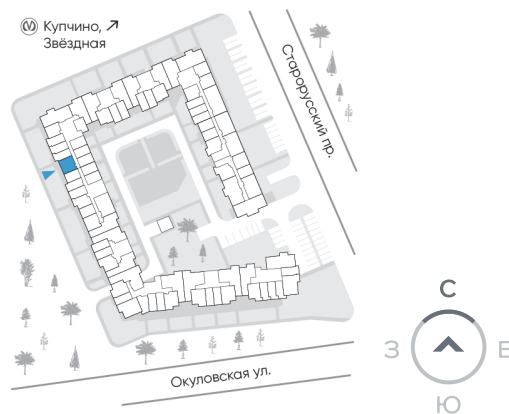 Купчино, ↗
Звёздная
Старорусский пр.
Окуловская ул.
С
З
В
Ю